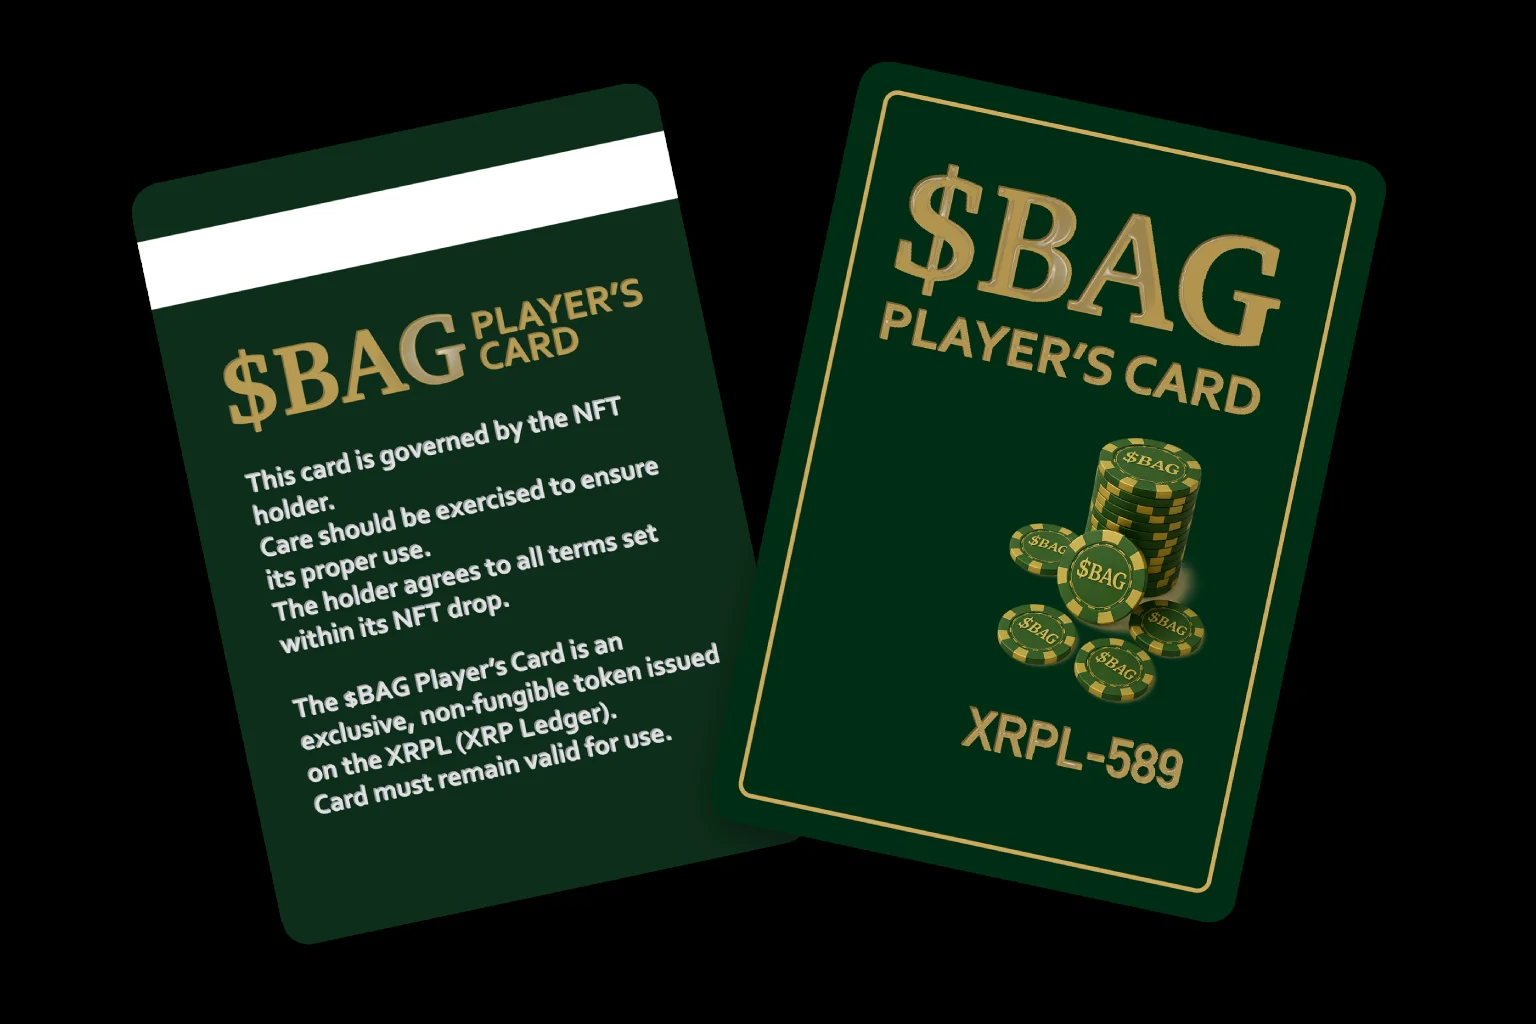 $BAG PLAYER'S
CARD
This card is governed by the NFT
holder.
Care should be exercised to ensure
its proper use.
The holder agrees to all terms set
within its NFT drop.
The $BAG Player's Card is an
exclusive, non-fungible token issued
on the XRPL (XRP Ledger).
Card must remain valid for use.
$BAG
PLAYER'S CARD
$BAG
$BAG
$BAG
$BAG
$BAG
$BAG
XRPL-589